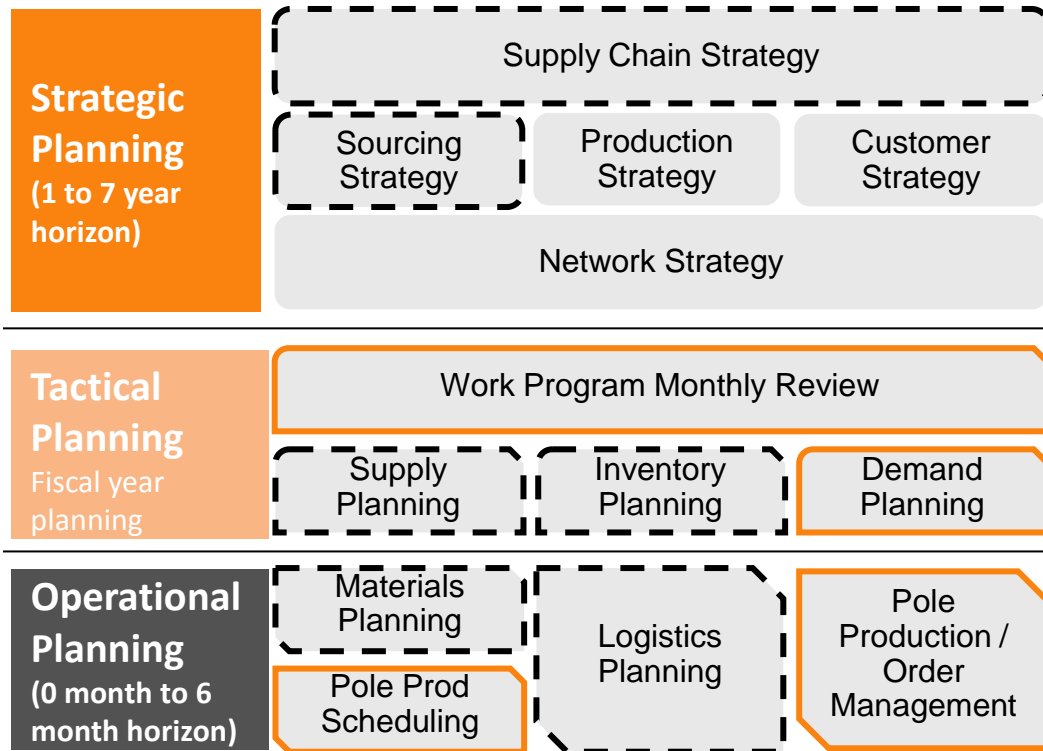 Strategic
Planning
(1 to 7 year
horizon)
Supply Chain Strategy
Sourcing
Strategy
Production
Strategy
Customer
Strategy
Network Strategy
Tactical
Planning
Fiscal year
planning
Work Program Monthly Review
Supply
Planning
Inventory
Planning
Demand
Planning
Operational
Planning
(0 month to 6
month horizon)
Materials
Planning
Pole Prod
Scheduling
Logistics
Planning
Pole
Production /
Order
Management